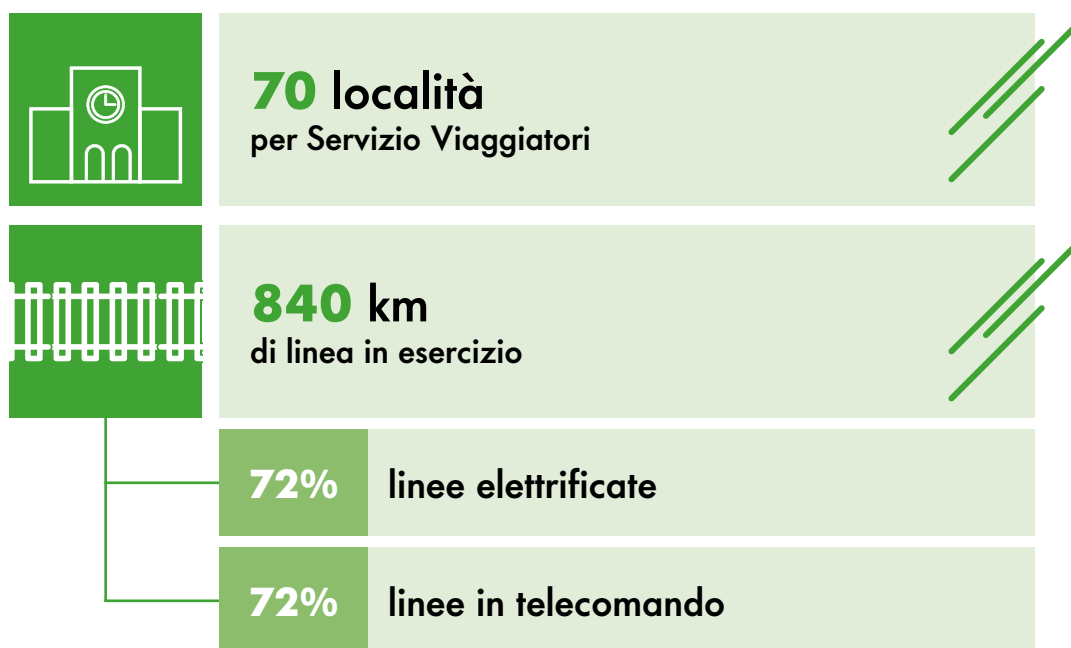 70 località
per Servizio Viaggiatori
840 km
di linea in esercizio
72% linee elettrificate
72% linee in telecomando